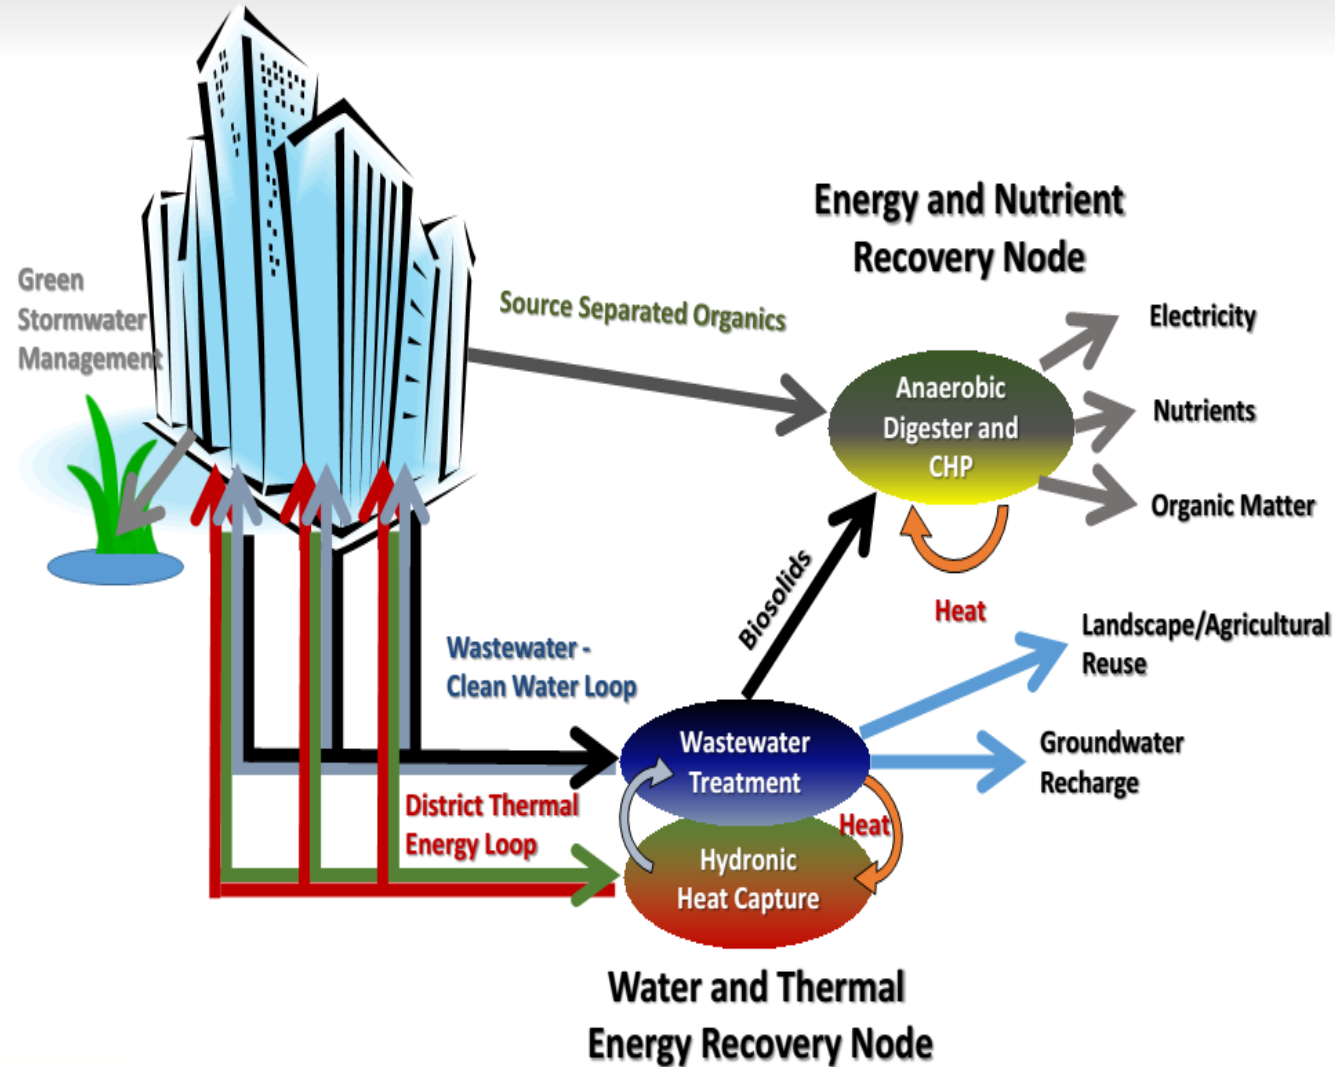 Energy and Nutrient
Recovery Node
Green
Stormwater
Management
Source Separated Organics
Electricity
Anaerobic
Digester and
CHP
Nutrients
Organic Matter
Biosolids
Heat
Landscape/Agricultural
Reuse
Wastewater -
Clean Water Loop
Wastewater
Treatment
Groundwater
Recharge
District Thermal
Energy Loop
Heat
Hydronic
Heat Capture
Water and Thermal
Energy Recovery Node